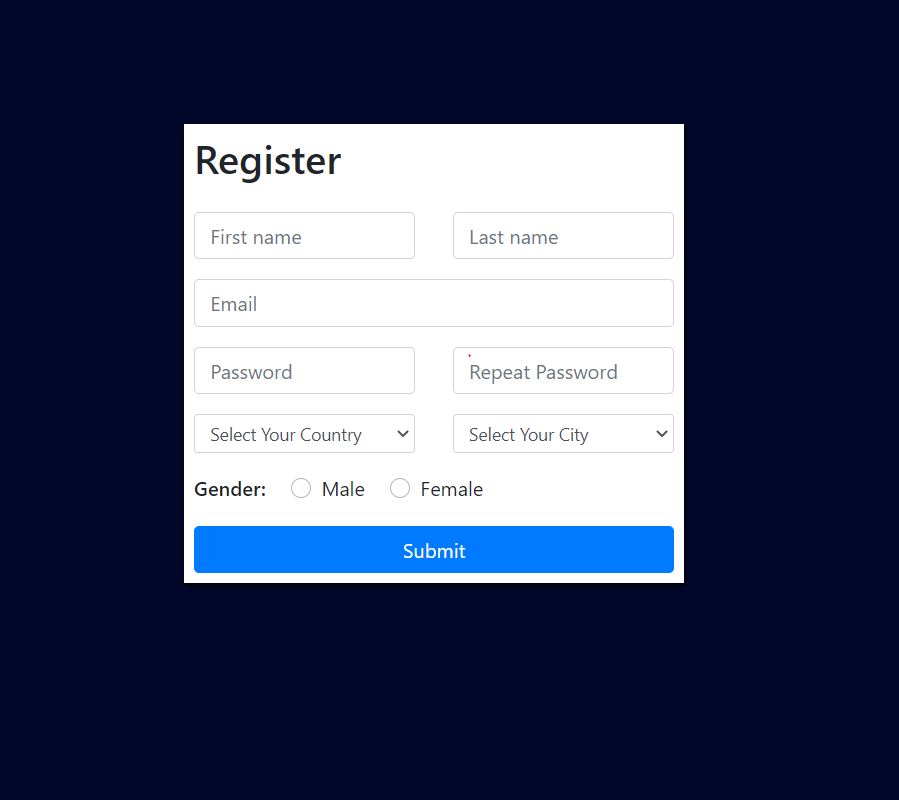 Register
First name Last name
Email
Password Repeat Password
Select Your Country Select Your City
Gender: Male Female
Submit